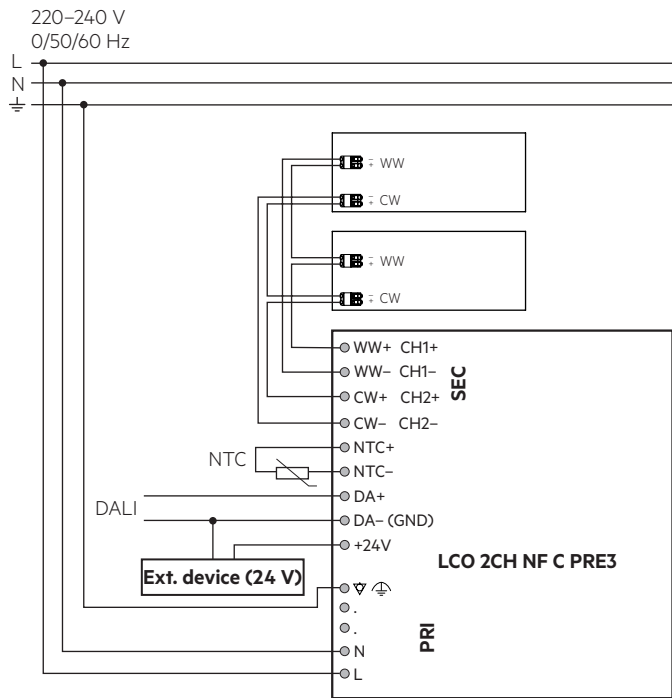 220–240 V
0/50/60 Hz
L
N
– WW
+
– CW
+
– WW
+
– CW
+
WW+ CH1+
WW– CH1–
CW+ CH2+
CW– CH2–
SEC
NTC
NTC+
NTC–
DALI
DA+
DA– (GND)
+24V
Ext. device (24 V)
LCO 2CH NF C PRE3
.
.
PRI
N
L